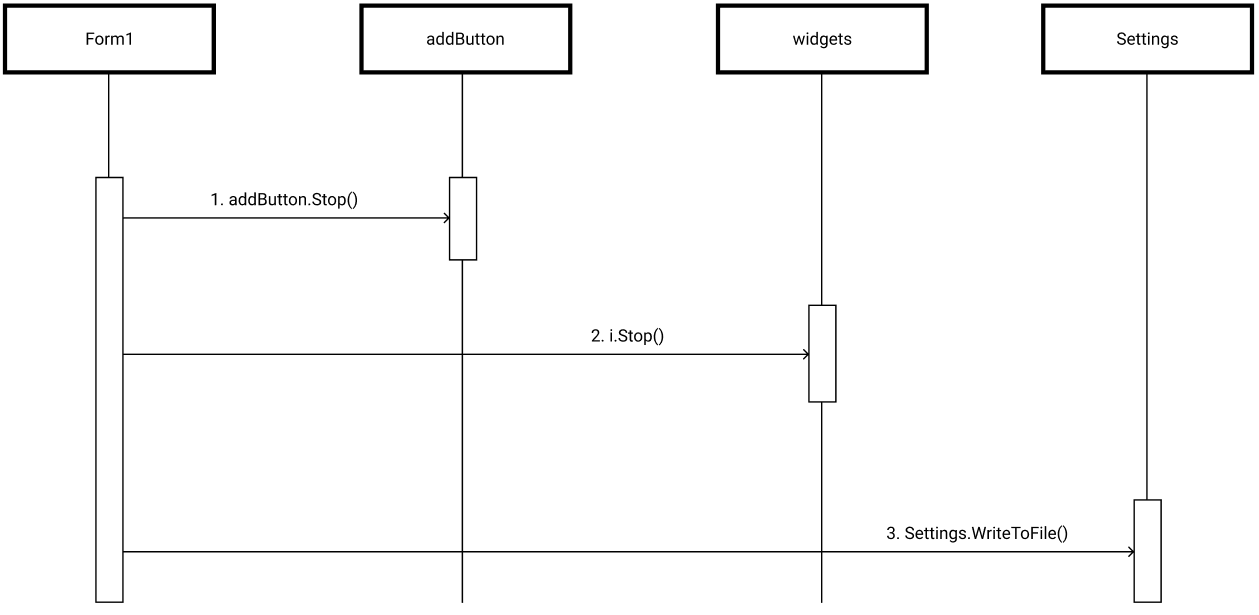 Form1
addButton
widgets
Settings
1. addButton.Stop()
2. i.Stop()
3. Settings.WriteToFile()